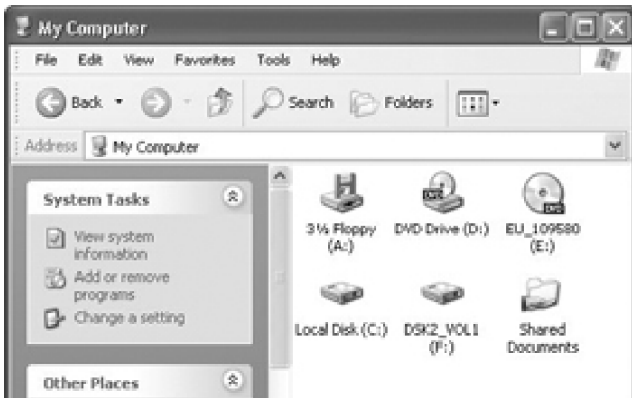 My Computer
File Edit View Favorites Tools Help
Back Search Folders
Address My Computer
System Tasks
View system
information
Add or remove
programs
Change a setting
Other Places
3½ Floppy
(A:)
DVD Drive (D:)
EU_109580
(E:)
Local Disk (C:)
DSK2_VOL1
(F:)
Shared
Documents